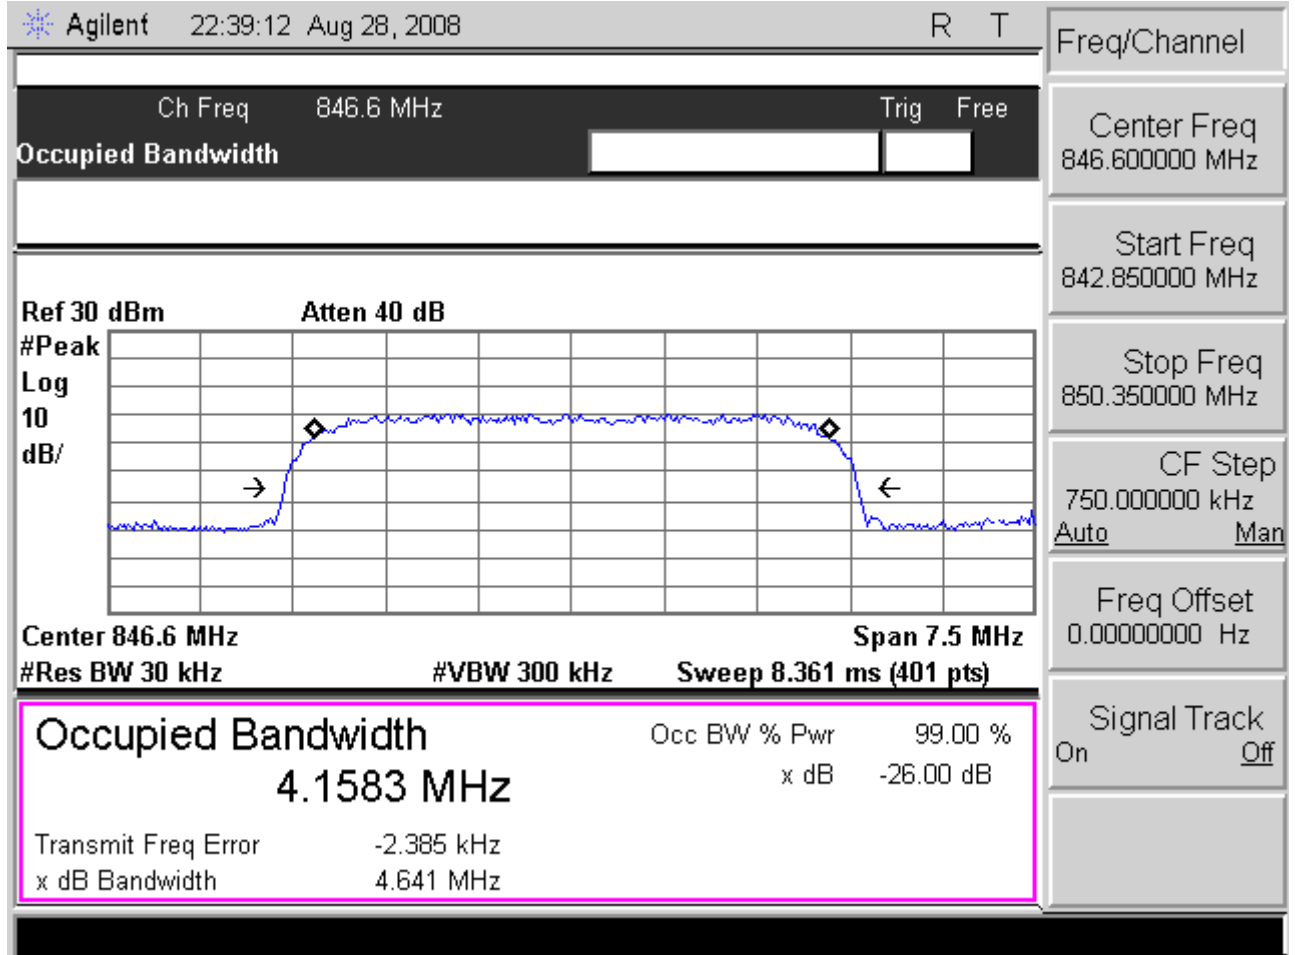 Agilent 22:39:12 Aug 28, 2008 R T
Freq/Channel
Ch Freq 846.6 MHz Trig Free
Occupied Bandwidth
Center Freq
846.600000 MHz
Start Freq
842.850000 MHz
Stop Freq
850.350000 MHz
CF Step
750.000000 kHz
Auto Man
Freq Offset
0.00000000 Hz
Signal Track
On Off
Ref 30 dBm Atten 40 dB
#Peak
Log
10
dB/
Center 846.6 MHz Span 7.5 MHz
#Res BW 30 kHz #VBW 300 kHz Sweep 8.361 ms (401 pts)
Occupied Bandwidth Occ BW % Pwr 99.00 %
4.1583 MHz x dB -26.00 dB
Transmit Freq Error -2.385 kHz
x dB Bandwidth 4.641 MHz